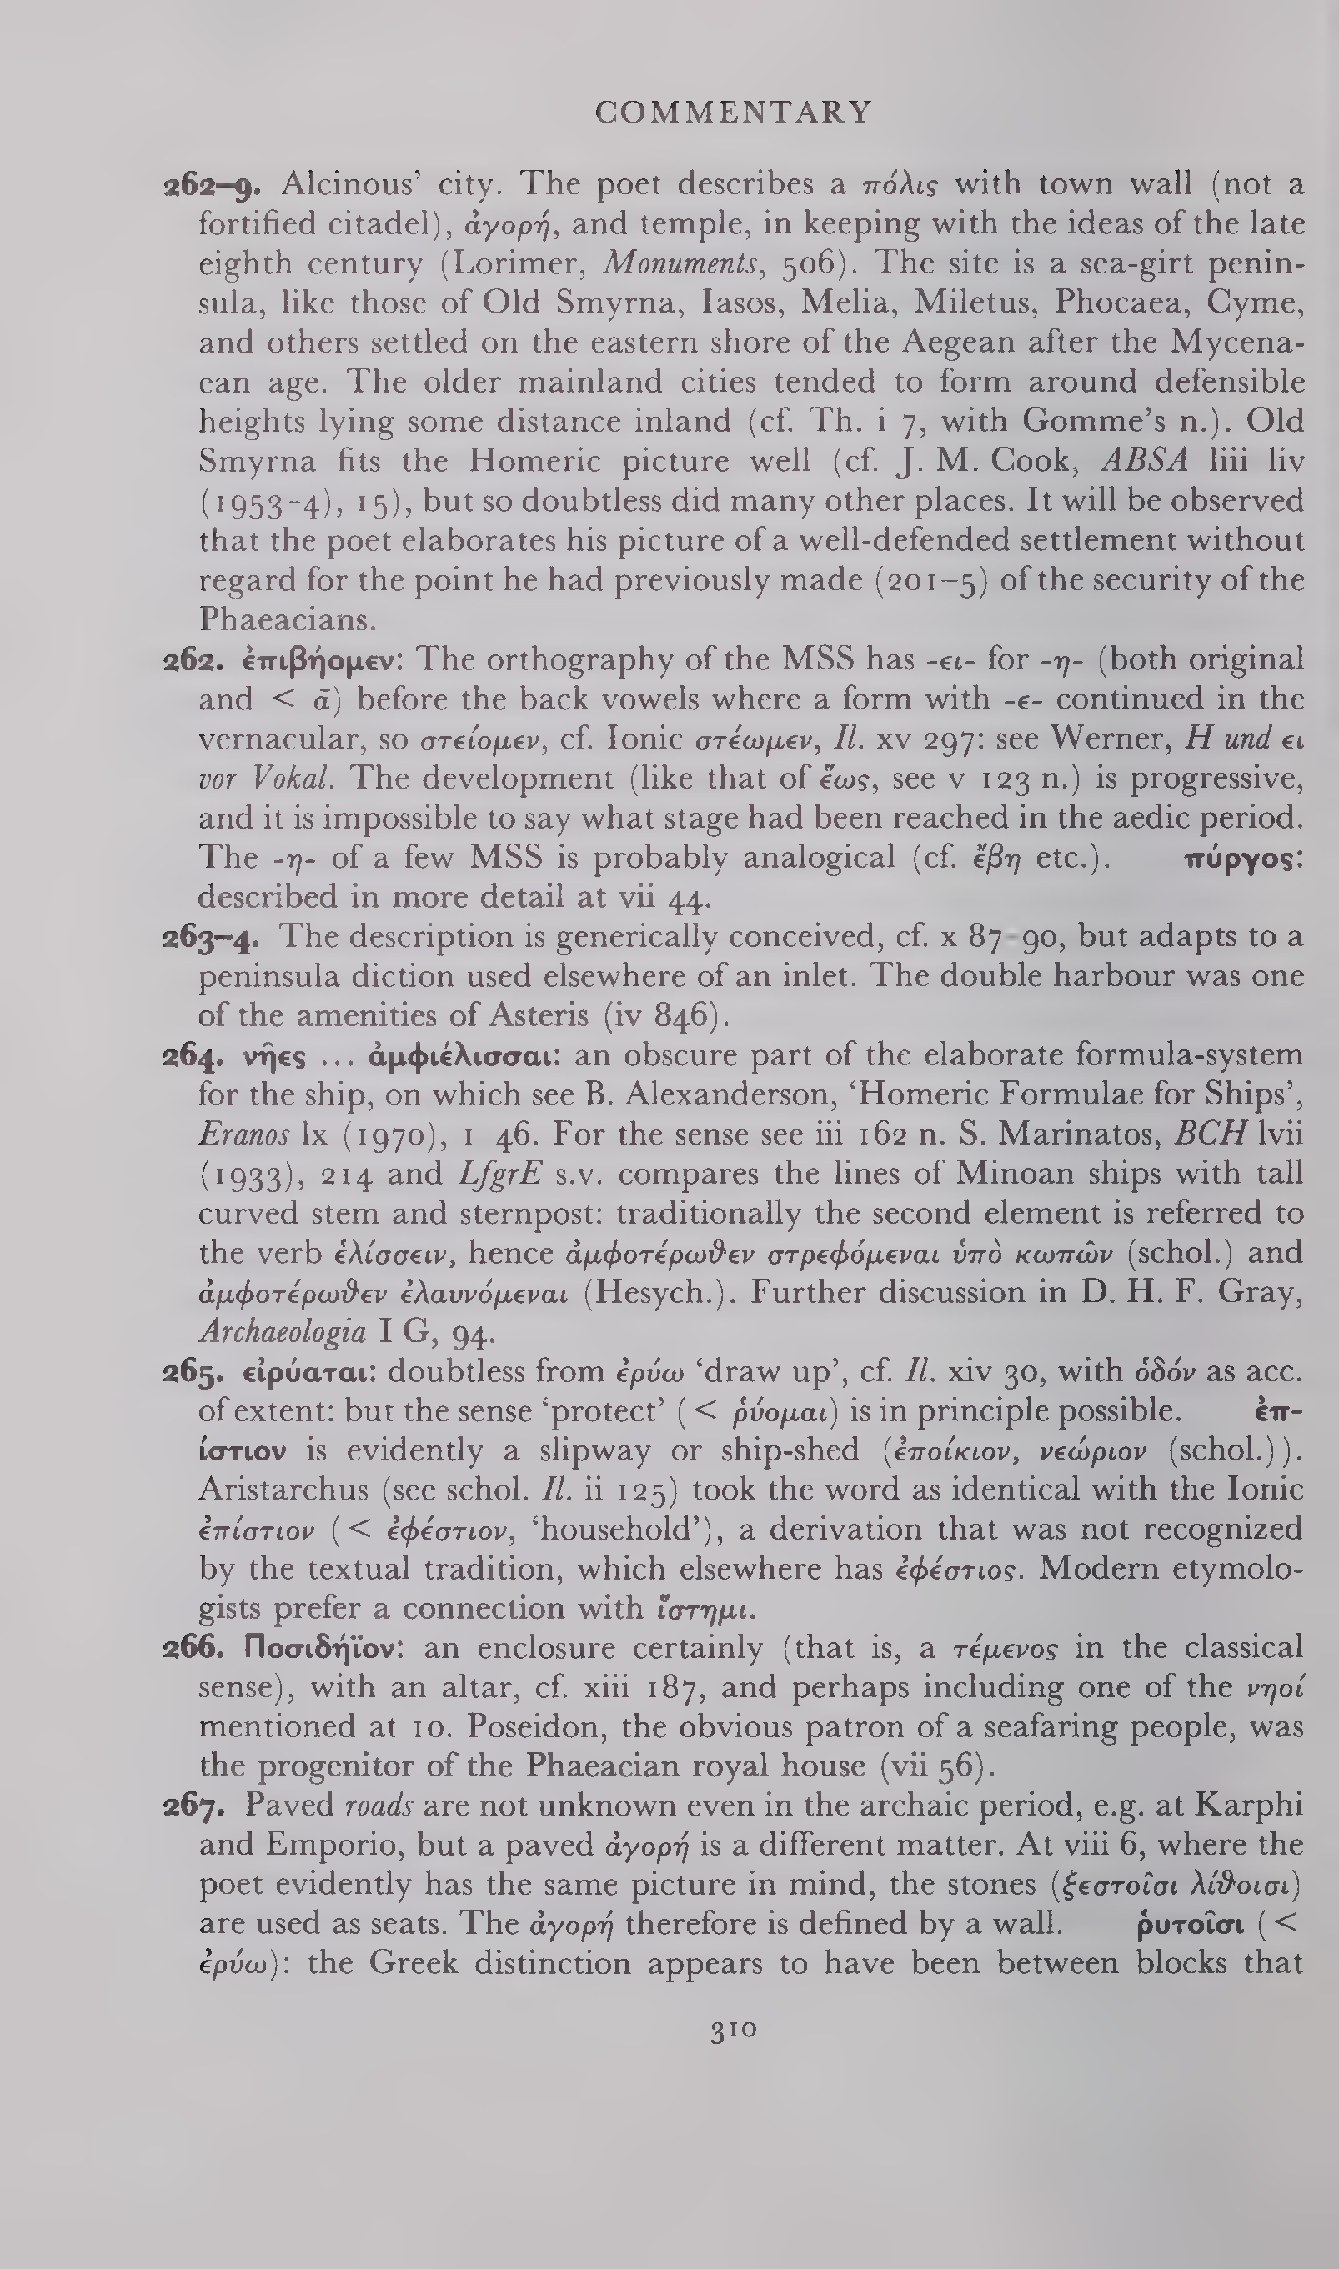 COMMENTARY
262–9. Alcinous’ city. The poet describes a πόλις with town wall (not a
fortified citadel), ἀγορή, and temple, in keeping with the ideas of the late
eighth century (Lorimer, Monuments, 506). The site is a sea-girt penin-
sula, like those of Old Smyrna, Iasos, Melia, Miletus, Phocaea, Cyme,
and others settled on the eastern shore of the Aegean after the Mycena-
ean age. The older mainland cities tended to form around defensible
heights lying some distance inland (cf. Th. i 7, with Gomme’s n.). Old
Smyrna fits the Homeric picture well (cf. J. M. Cook, ABSA liii liv
(1953-4), 15), but so doubtless did many other places. It will be observed
that the poet elaborates his picture of a well-defended settlement without
regard for the point he had previously made (201–5) of the security of the
Phaeacians.
262. ἐπιβήομεν: The orthography of the MSS has -ει- for -η- (both original
and < ᾱ) before the back vowels where a form with -ε- continued in the
vernacular, so στείομεν, cf. Ionic στέωμεν, Il. xv 297: see Werner, H und ει
vor Vokal. The development (like that of ἕως, see v 123 n.) is progressive,
and it is impossible to say what stage had been reached in the aedic period.
The -η- of a few MSS is probably analogical (cf. ἔβη etc.). πύργος:
described in more detail at vii 44.
263–4. The description is generically conceived, cf. x 87 90, but adapts to a
peninsula diction used elsewhere of an inlet. The double harbour was one
of the amenities of Asteris (iv 846).
264. νῆες ... ἀμφιέλισσαι: an obscure part of the elaborate formula-system
for the ship, on which see B. Alexanderson, ‘Homeric Formulae for Ships’,
Eranos lx (1970), 1 46. For the sense see iii 162 n. S. Marinatos, BCH lvii
(1933), 214 and LfgrE s.v. compares the lines of Minoan ships with tall
curved stem and sternpost: traditionally the second element is referred to
the verb ἑλίσσειν, hence ἀμφοτέρωϑεν στρεφόμεναι ὑπὸ κωπῶν (schol.) and
ἀμφοτέρωϑεν ἐλαυνόμεναι (Hesych.). Further discussion in D. H. F. Gray,
Archaeologia I G, 94.
265. εἰρύαται: doubtless from ἐρύω ‘draw up’, cf. Il. xiv 30, with ὁδόν as acc.
of extent: but the sense ‘protect’ (< ῥύομαι) is in principle possible. ἐπ-
ίστιον is evidently a slipway or ship-shed (ἐποίκιον, νεώριον (schol.)).
Aristarchus (see schol. Il. ii 125) took the word as identical with the Ionic
ἐπίστιον (< ἐφέστιον, ‘household’), a derivation that was not recognized
by the textual tradition, which elsewhere has ἐφέστιος. Modern etymolo-
gists prefer a connection with ἵστημι.
266. Ποσιδήϊον: an enclosure certainly (that is, a τέμενος in the classical
sense), with an altar, cf. xiii 187, and perhaps including one of the νηοί
mentioned at 10. Poseidon, the obvious patron of a seafaring people, was
the progenitor of the Phaeacian royal house (vii 56).
267. Paved roads are not unknown even in the archaic period, e.g. at Karphi
and Emporio, but a paved ἀγορή is a different matter. At viii 6, where the
poet evidently has the same picture in mind, the stones (ξεστοῖσι λίϑοισι)
are used as seats. The ἀγορή therefore is defined by a wall. ῥυτοῖσι (<
ἐρύω): the Greek distinction appears to have been between blocks that
310